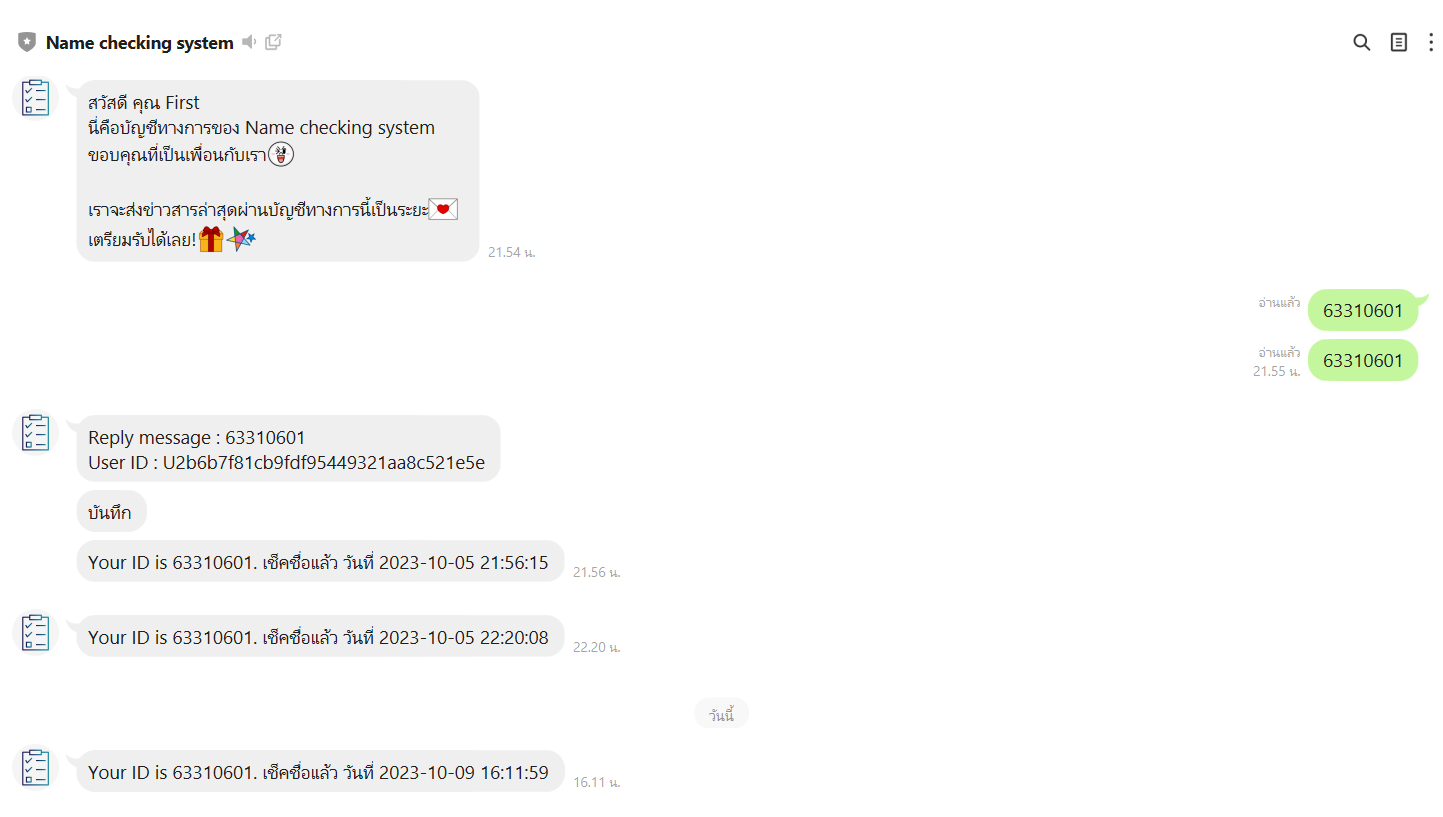 Name checking system
สวัสดี คุณ First
นี่คือบัญชีทางการของ Name checking system
ขอบคุณที่เป็นเพื่อนกับเรา
เราจะส่งข่าวสารล่าสุดผ่านบัญชีทางการนี้เป็นระยะ
เตรียมรับได้เลย!
21.54 น.
อ่านแล้ว
63310601
อ่านแล้ว
21.55 น.
63310601
Reply message : 63310601
User ID : U2b6b7f81cb9fdf95449321aa8c521e5e
บันทึก
Your ID is 63310601. เช็คชื่อแล้ว วันที่ 2023-10-05 21:56:15
21.56 น.
Your ID is 63310601. เช็คชื่อแล้ว วันที่ 2023-10-05 22:20:08
22.20 น.
วันนี้
Your ID is 63310601. เช็คชื่อแล้ว วันที่ 2023-10-09 16:11:59
16.11 น.